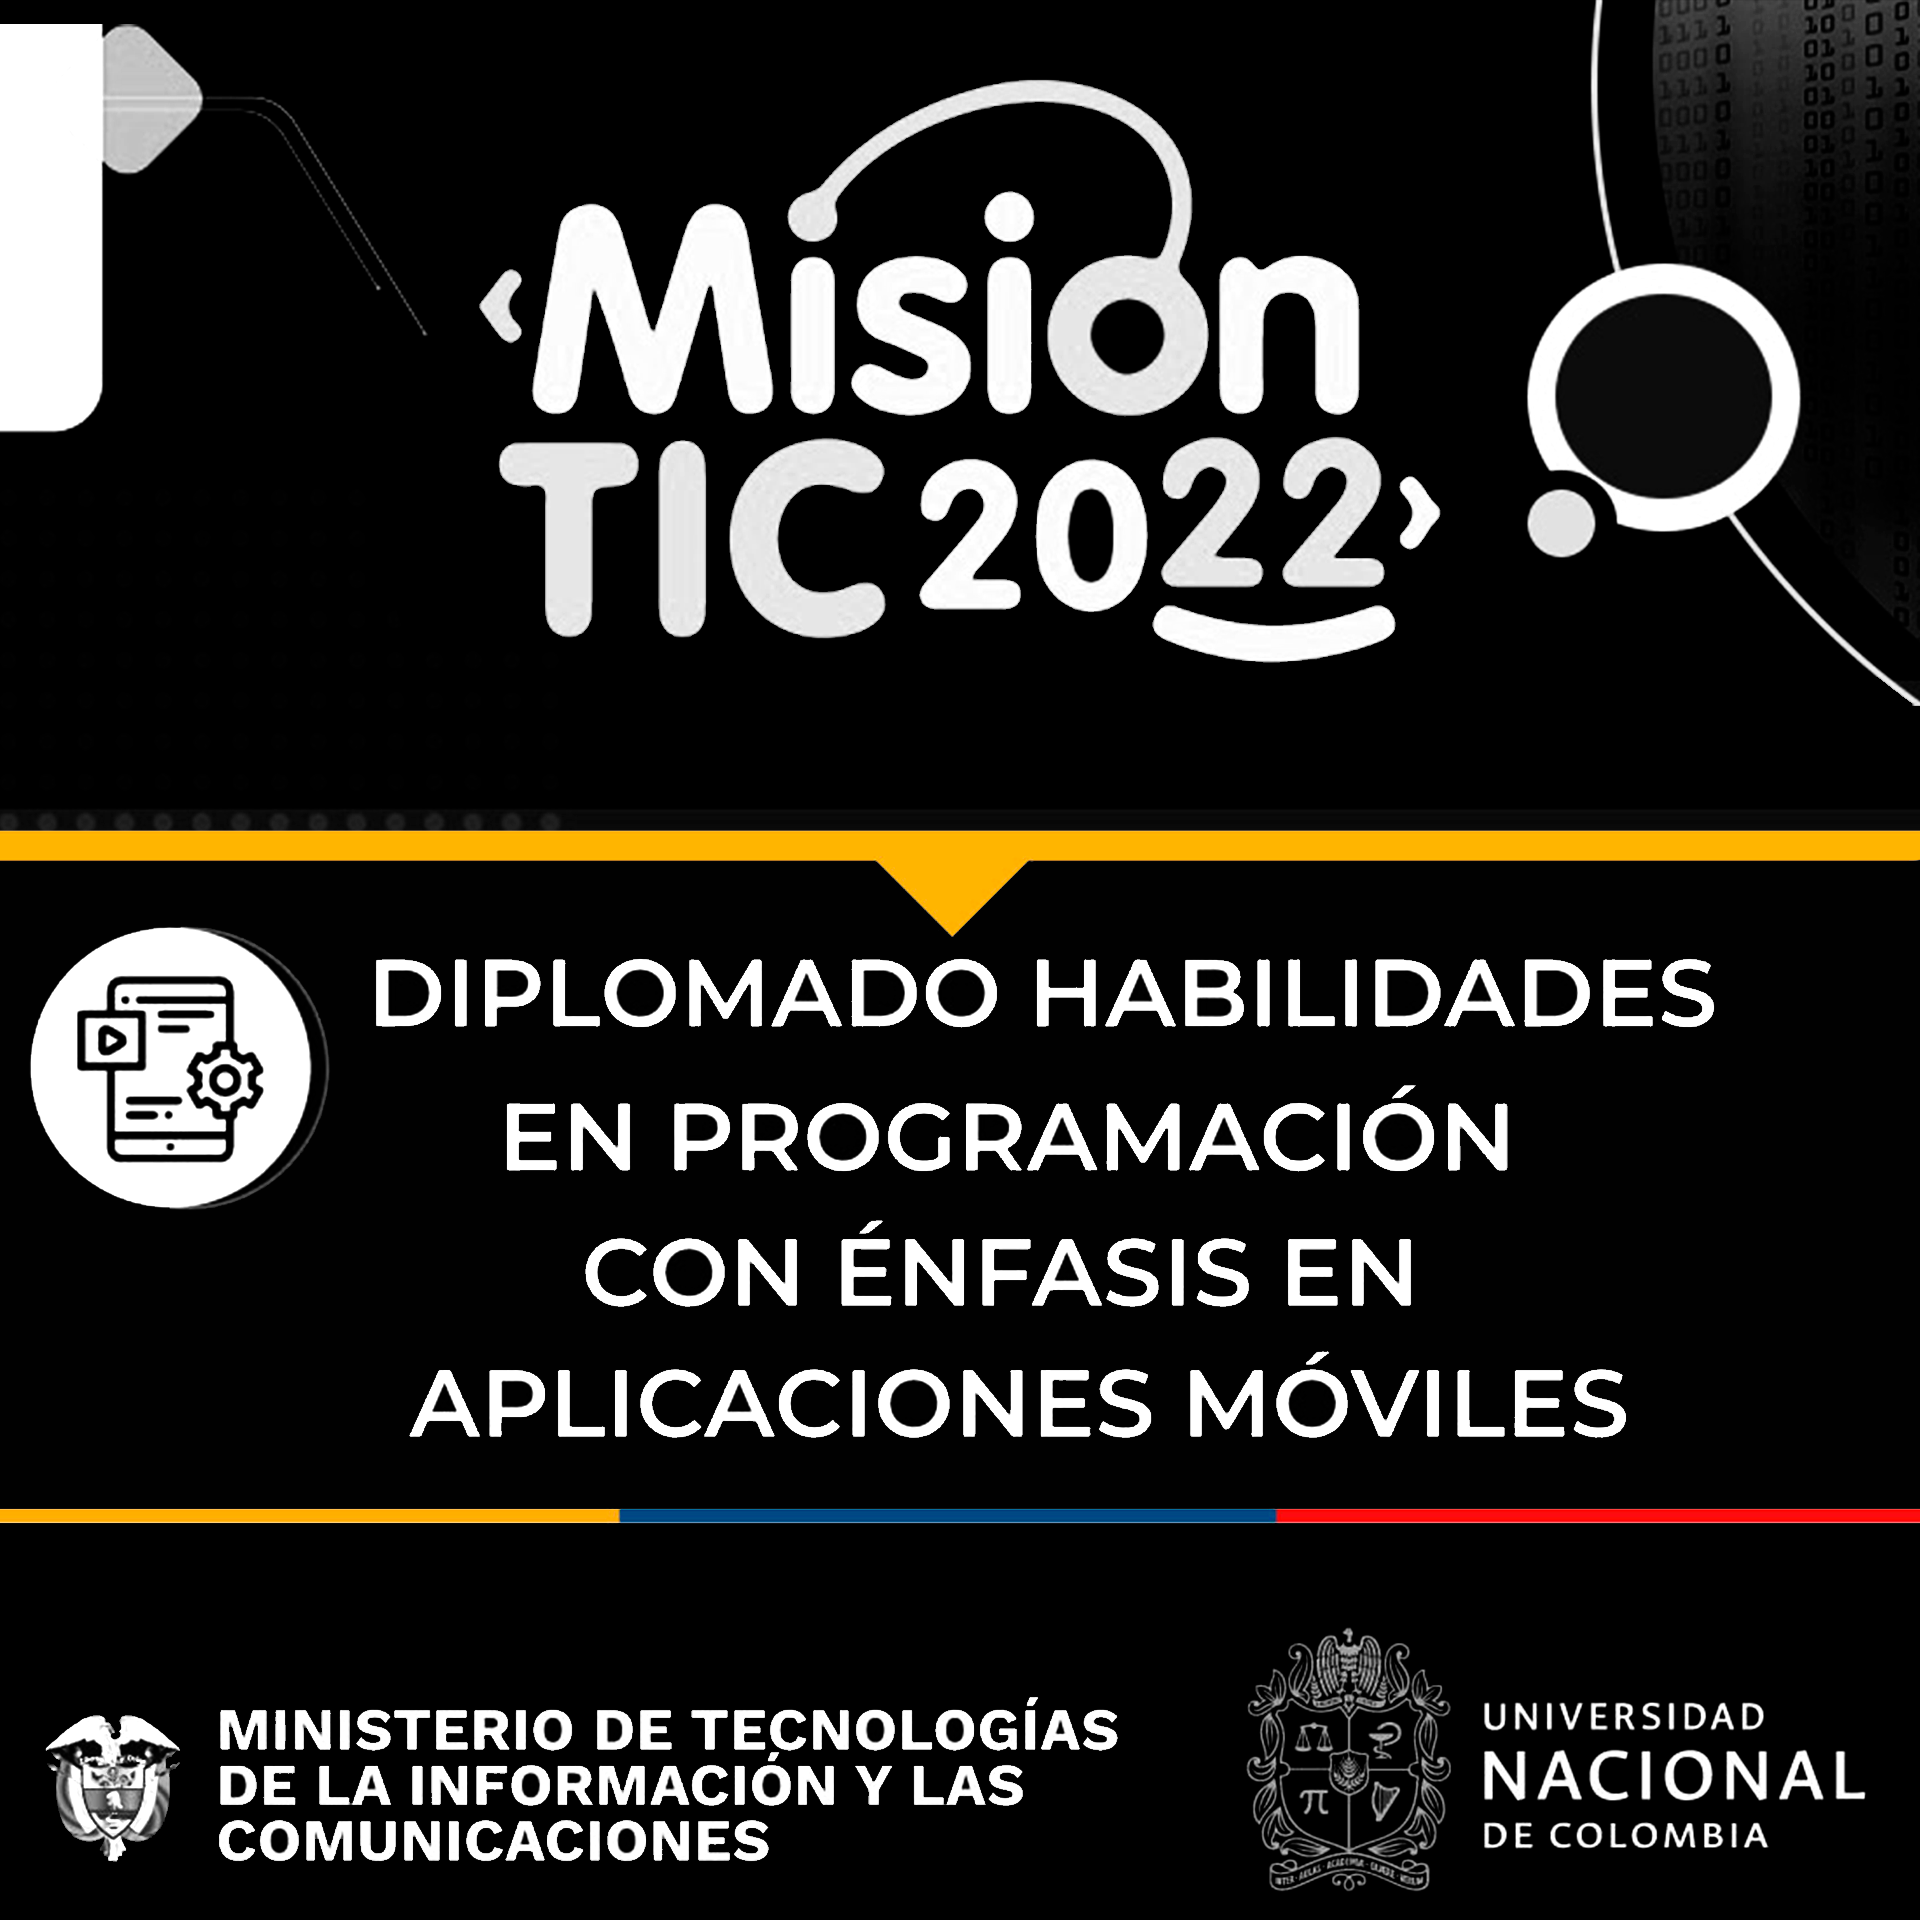 ‹Mision
TIC 2022›
DIPLOMADO HABILIDADES
EN PROGRAMACIÓN
CON ÉNFASIS EN
APLICACIONES MÓVILES
MINISTERIO DE TECNOLOGÍAS
DE LA INFORMACIÓN Y LAS
COMUNICACIONES
UNIVERSIDAD
NACIONAL
DE COLOMBIA
π